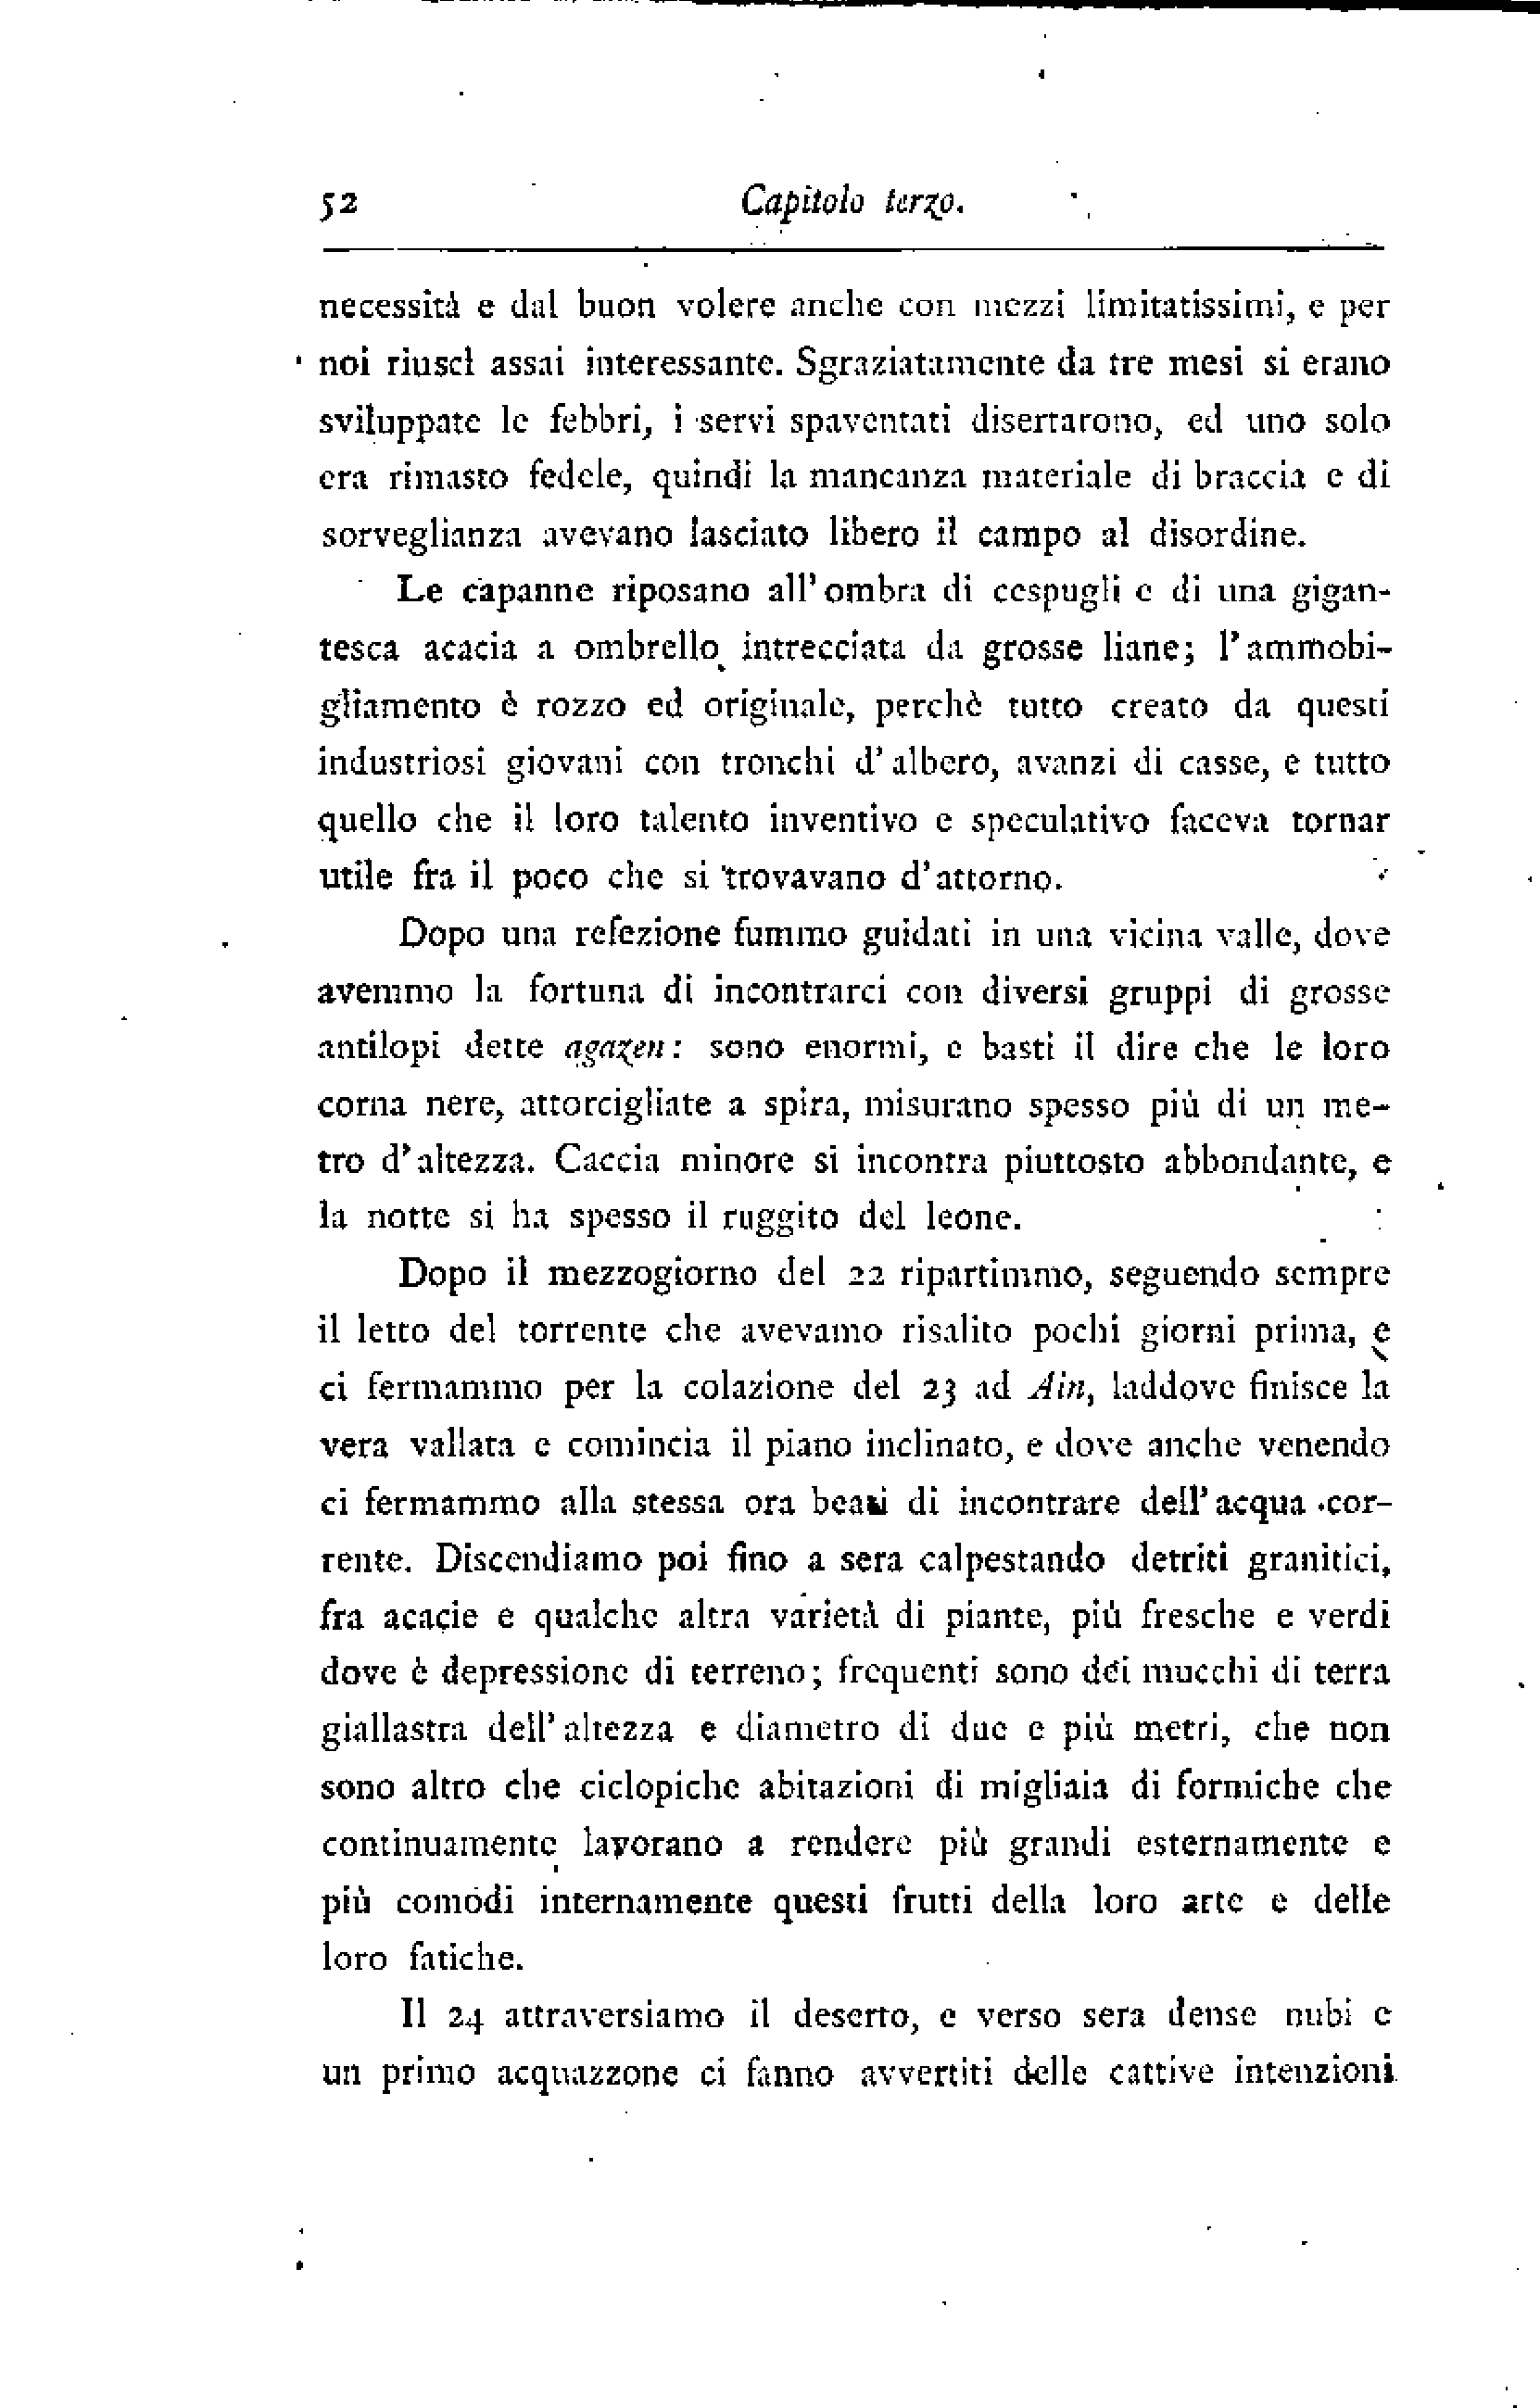 52
Capitolo terzo.
necessità e dal buon volere anche con mezzi limitatissimi, e per
noi riuscì assai interessante. Sgraziatamente da tre mesi si erano
sviluppate le febbri, i servi spaventati disertarono, ed uno solo
era rimasto fedele, quindi la mancanza materiale di braccia e di
sorveglianza avevano lasciato libero il campo al disordine.
Le capanne riposano all'ombra di cespugli e di una gigan-
tesca acacia a ombrello intrecciata da grosse liane; l'ammobi-
gliamento è rozzo ed originale, perchè tutto creato da questi
industriosi giovani con tronchi d'albero, avanzi di casse, e tutto
quello che il loro talento inventivo e speculativo faceva tornar
utile fra il poco che si trovavano d'attorno.
Dopo una refezione fummo guidati in una vicina valle, dove
avemmo la fortuna di incontrarci con diversi gruppi di grosse
antilopi dette agazen: sono enormi, e basti il dire che le loro
corna nere, attorcigliate a spira, misurano spesso più di un me-
tro d'altezza. Caccia minore si incontra piuttosto abbondante, e
la notte si ha spesso il ruggito del leone.
Dopo il mezzogiorno del 22 ripartimmo, seguendo sempre
il letto del torrente che avevamo risalito pochi giorni prima, e
ci fermammo per la colazione del 23 ad Ain, laddove finisce la
vera vallata e comincia il piano inclinato, e dove anche venendo
ci fermammo alla stessa ora beati di incontrare dell'acqua cor-
rente. Discendiamo poi fino a sera calpestando detriti granitici,
fra acacie e qualche altra varietà di piante, più fresche e verdi
dove è depressione di terreno; frequenti sono dei mucchi di terra
giallastra dell'altezza e diametro di due e più metri, che non
sono altro che ciclopiche abitazioni di migliaia di formiche che
continuamente lavorano a rendere più grandi esternamente e
più comodi internamente questi frutti della loro arte e delle
loro fatiche.
Il 24 attraversiamo il deserto, e verso sera dense nubi e
un primo acquazzone ci fanno avvertiti delle cattive intenzioni